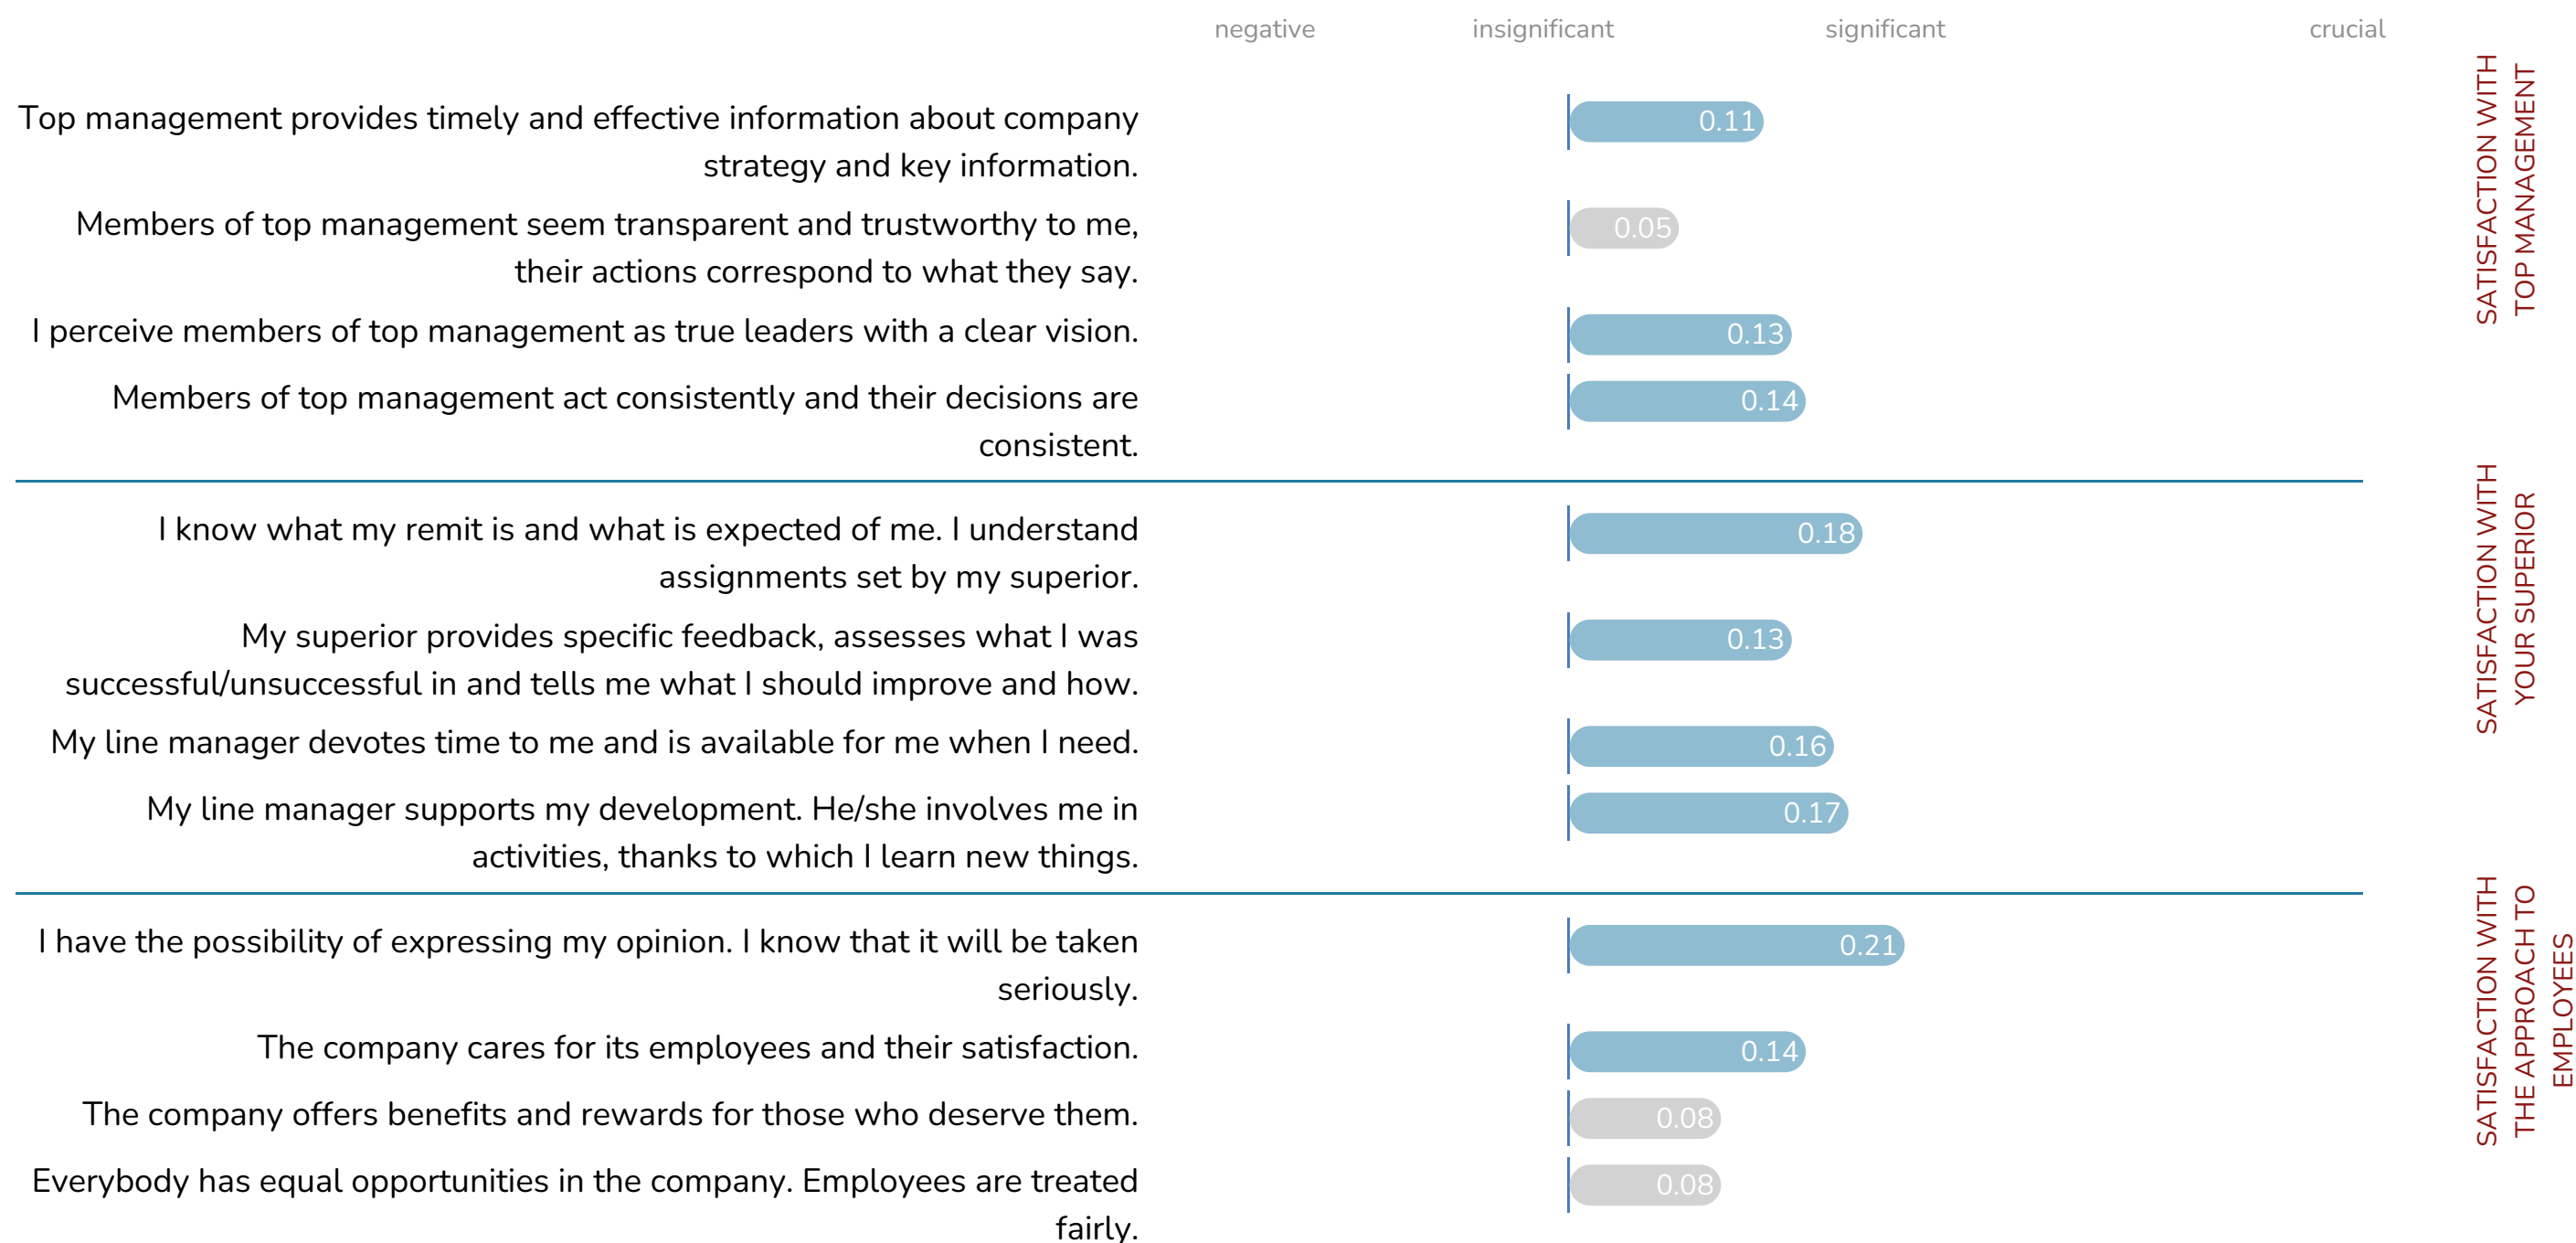 negative insignificant significant crucial
Top management provides timely and effective information about company
strategy and key information.
0.11
Members of top management seem transparent and trustworthy to me,
their actions correspond to what they say.
0.05
I perceive members of top management as true leaders with a clear vision.
0.13
Members of top management act consistently and their decisions are
consistent.
0.14
SATISFACTION WITH
TOP MANAGEMENT
I know what my remit is and what is expected of me. I understand
assignments set by my superior.
0.18
My superior provides specific feedback, assesses what I was
successful/unsuccessful in and tells me what I should improve and how.
0.13
My line manager devotes time to me and is available for me when I need.
0.16
My line manager supports my development. He/she involves me in
activities, thanks to which I learn new things.
0.17
SATISFACTION WITH
YOUR SUPERIOR
I have the possibility of expressing my opinion. I know that it will be taken
seriously.
0.21
The company cares for its employees and their satisfaction.
0.14
The company offers benefits and rewards for those who deserve them.
0.08
Everybody has equal opportunities in the company. Employees are treated
fairly.
0.08
SATISFACTION WITH
THE APPROACH TO
EMPLOYEES